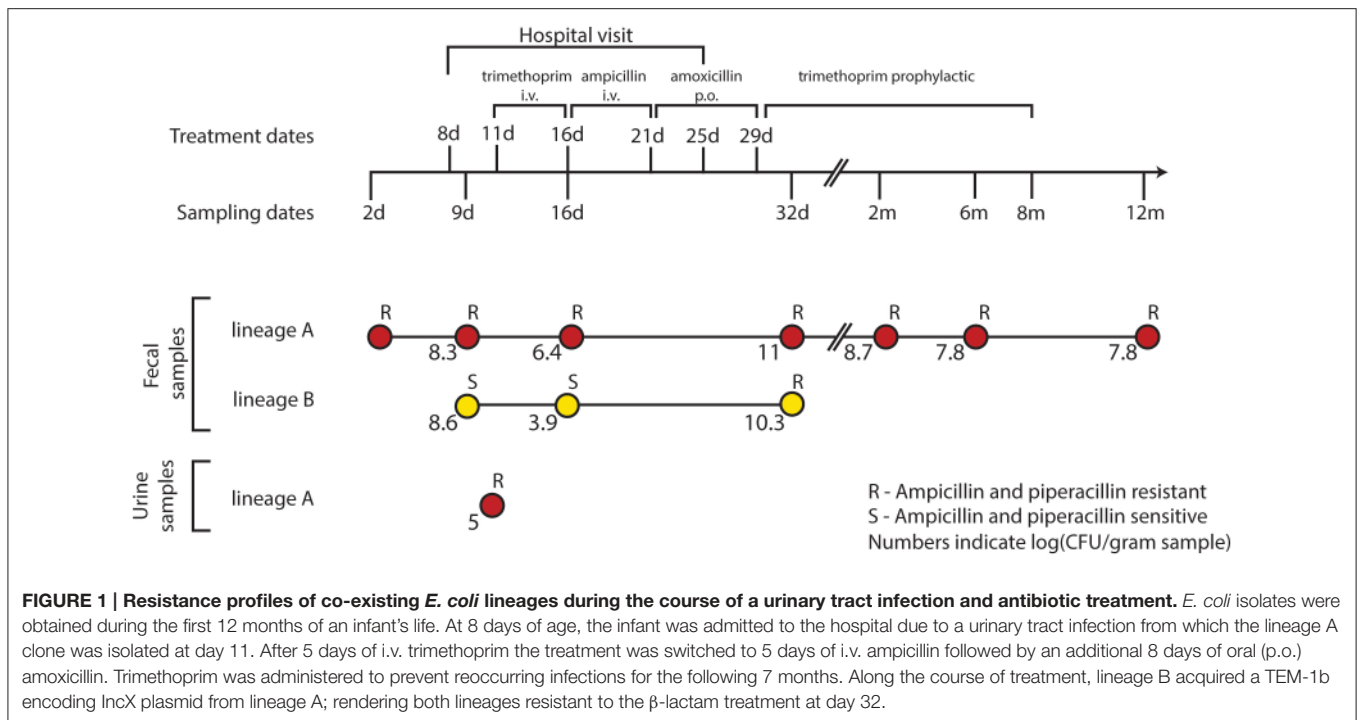 Hospital visit
trimethoprim ampicillin amoxicillin trimethoprim prophylactic
i.v. i.v. p.o.
Treatment dates 8d 11d 16d 21d 25d 29d
Sampling dates 2d 9d 16d 32d 2m 6m 8m 12m
Fecal samples
lineage A R R R R R R R
8.3 6.4 11 8.7 7.8 7.8
lineage B S S R
8.6 3.9 10.3
Urine samples
lineage A R
5
R - Ampicillin and piperacillin resistant
S - Ampicillin and piperacillin sensitive
Numbers indicate log(CFU/gram sample)
FIGURE 1 | Resistance profiles of co-existing E. coli lineages during the course of a urinary tract infection and antibiotic treatment. E. coli isolates were
obtained during the first 12 months of an infant's life. At 8 days of age, the infant was admitted to the hospital due to a urinary tract infection from which the lineage A
clone was isolated at day 11. After 5 days of i.v. trimethoprim the treatment was switched to 5 days of i.v. ampicillin followed by an additional 8 days of oral (p.o.)
amoxicillin. Trimethoprim was administered to prevent reoccurring infections for the following 7 months. Along the course of treatment, lineage B acquired a TEM-1b
encoding IncX plasmid from lineage A; rendering both lineages resistant to the β-lactam treatment at day 32.